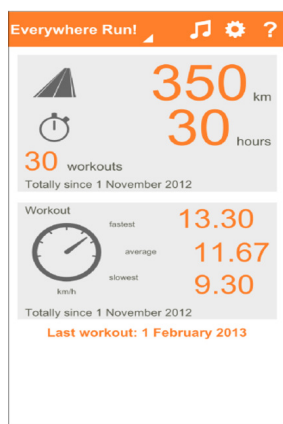 Everywhere Run! ?
350 km
30 hours
30 workouts
Totally since 1 November 2012
Workout
fastest 13.30
average 11.67
slowest 9.30
km/h
Totally since 1 November 2012
Last workout: 1 February 2013